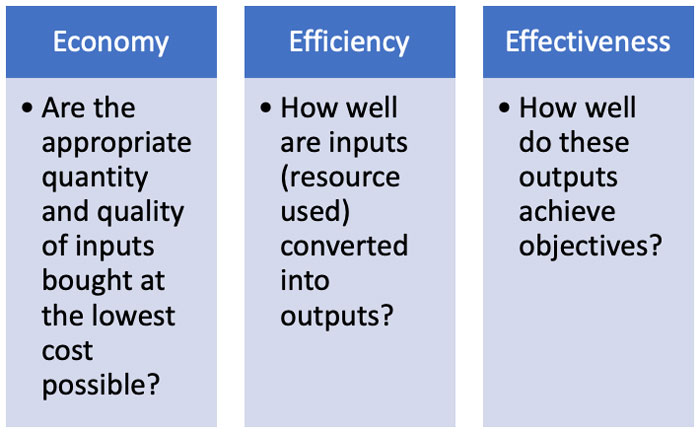 Economy
• Are the
appropriate
quantity
and quality
of inputs
bought at
the lowest
cost
possible?
Efficiency
• How well
are inputs
(resource
used)
converted
into
outputs?
Effectiveness
• How well
do these
outputs
achieve
objectives?